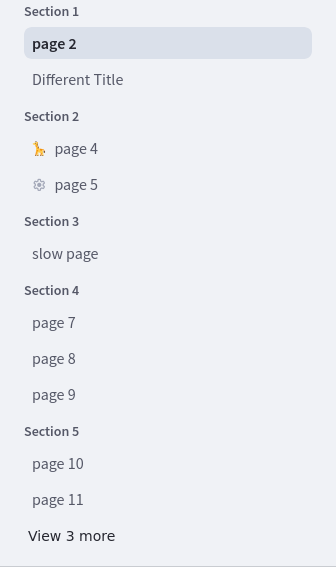 Section 1
page 2
Different Title
Section 2
page 4
page 5
Section 3
slow page
Section 4
page 7
page 8
page 9
Section 5
page 10
page 11
View 3 more